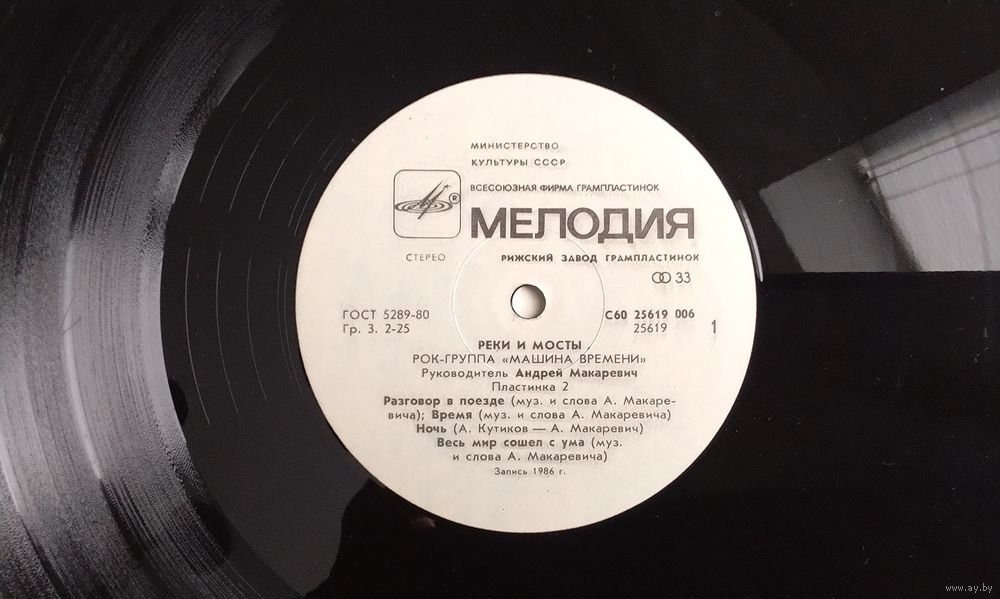 МИНИСТЕРСТВО
КУЛЬТУРЫ СССР
ВСЕСОЮЗНАЯ ФИРМА ГРАМПЛАСТИНОК
®
МЕЛОДИЯ
СТЕРЕО
РИЖСКИЙ ЗАВОД ГРАМПЛАСТИНОК
33
ГОСТ 5289-80
Гр. 3. 2-25
С60 25619 006
25619
1
РЕКИ И МОСТЫ
РОК-ГРУППА «МАШИНА ВРЕМЕНИ»
Руководитель Андрей Макаревич
Пластинка 2
Разговор в поезде (муз. и слова А. Макаре-
вича); Время (муз. и слова А. Макаревича)
Ночь (А. Кутиков — А. Макаревич)
Весь мир сошел с ума (муз.
и слова А. Макаревича)
Запись 1986 г.
www.ay.by